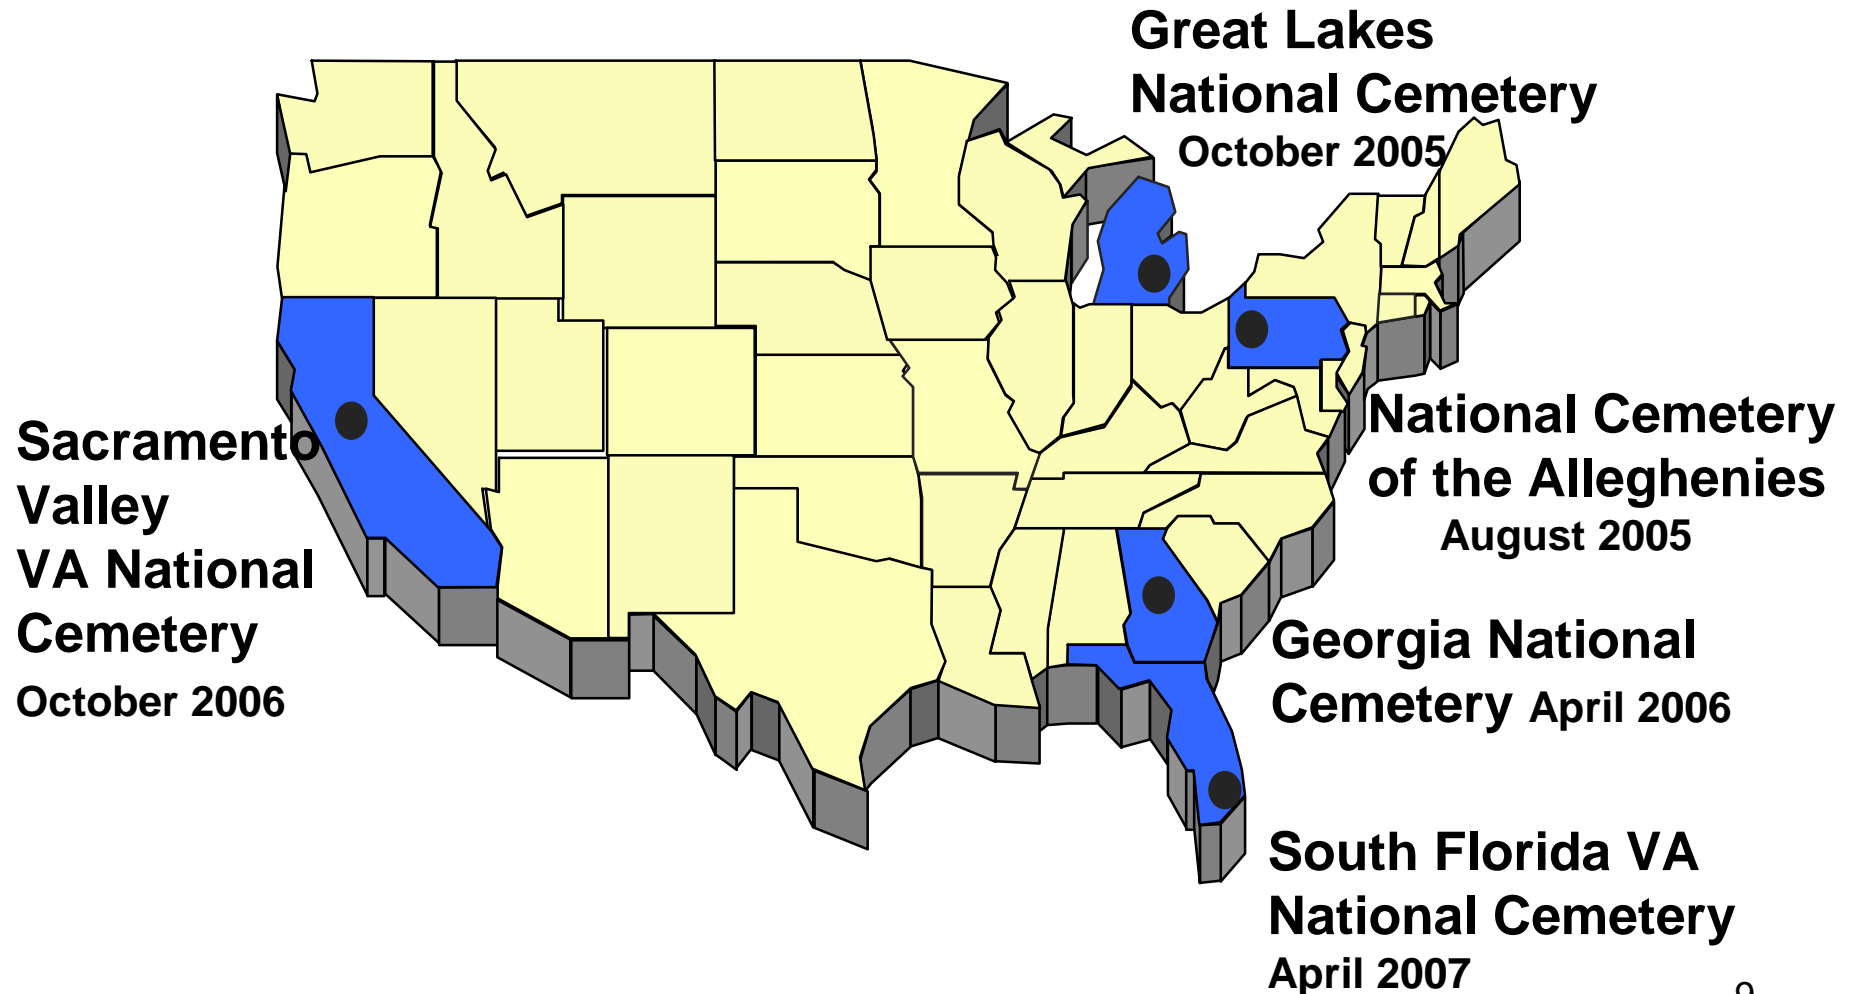 Great Lakes
National Cemetery
October 2005
Sacramento
Valley
VA National
Cemetery
October 2006
National Cemetery
of the Alleghenies
August 2005
Georgia National
Cemetery April 2006
South Florida VA
National Cemetery
April 2007